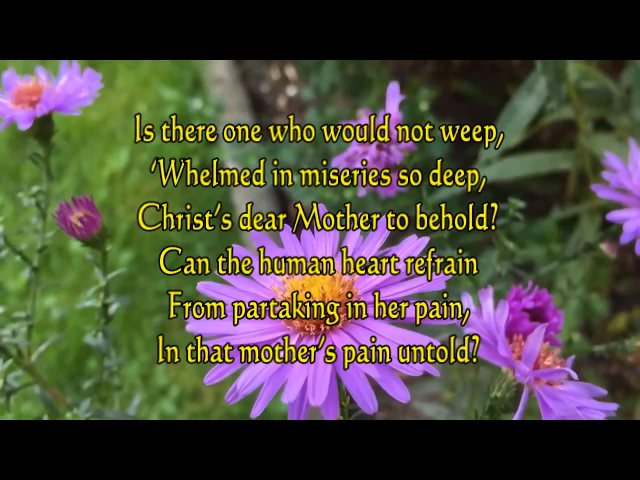 Is there one who would not weep,
'Whelmed in miseries so deep,
Christ's dear Mother to behold?
Can the human heart refrain
From partaking in her pain,
In that mother's pain untold?